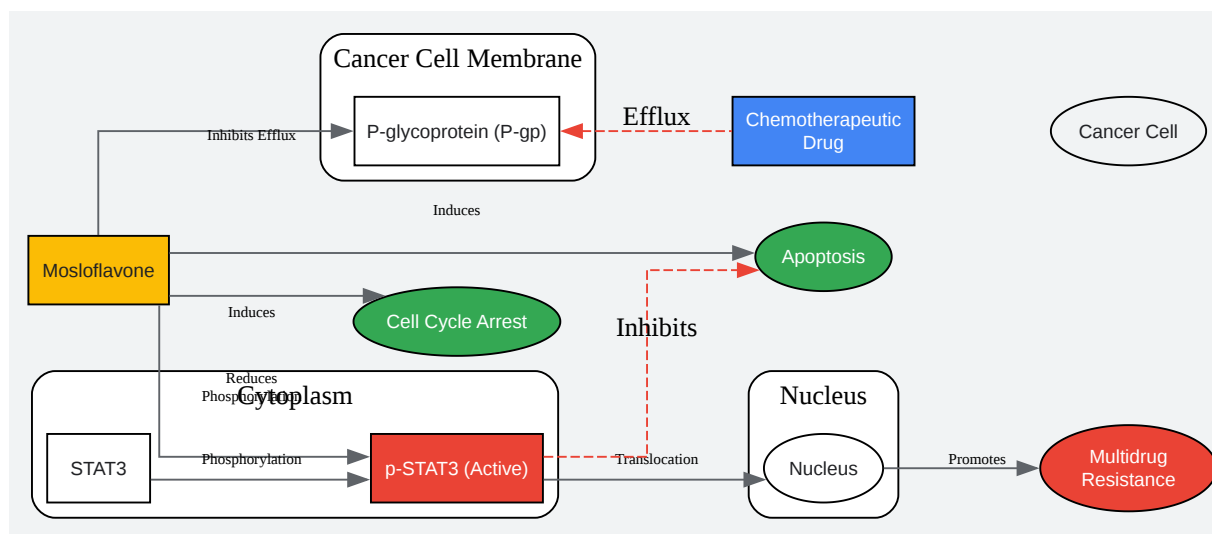 Cancer Cell Membrane
P-glycoprotein (P-gp)
Inhibits Efflux
Efflux
Chemotherapeutic
Drug
Cancer Cell
Induces
Mosloflavone
Apoptosis
Induces
Cell Cycle Arrest
Inhibits
Reduces
Phosphorylation
Cytoplasm
Nucleus
STAT3
Phosphorylation
p-STAT3 (Active)
Translocation
Nucleus
Promotes
Multidrug
Resistance